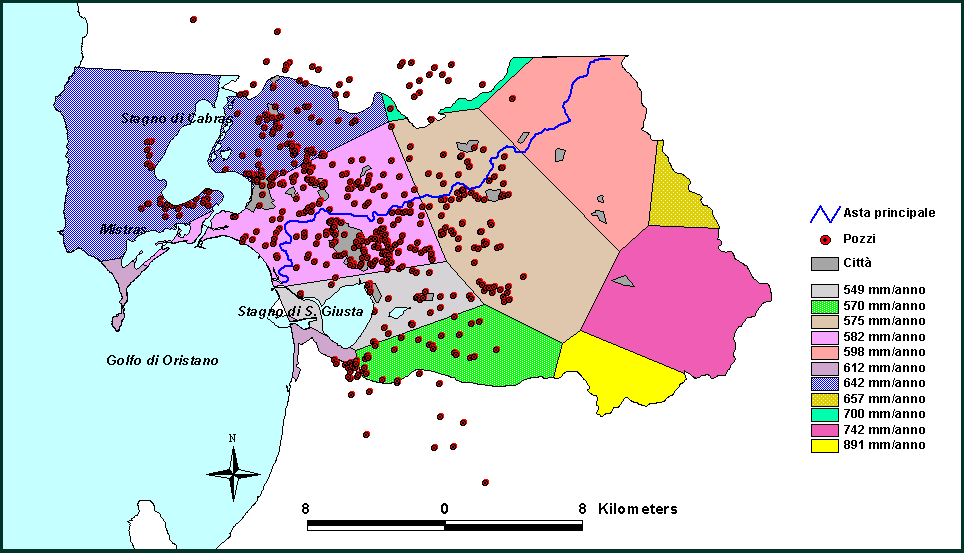 Stagno di Cabras
Mistras
Stagno di S. Giusta
Golfo di Oristano
N
8 0 8 Kilometers
Asta principale
Pozzi
Città
549 mm/anno
570 mm/anno
575 mm/anno
582 mm/anno
598 mm/anno
612 mm/anno
642 mm/anno
657 mm/anno
700 mm/anno
742 mm/anno
891 mm/anno